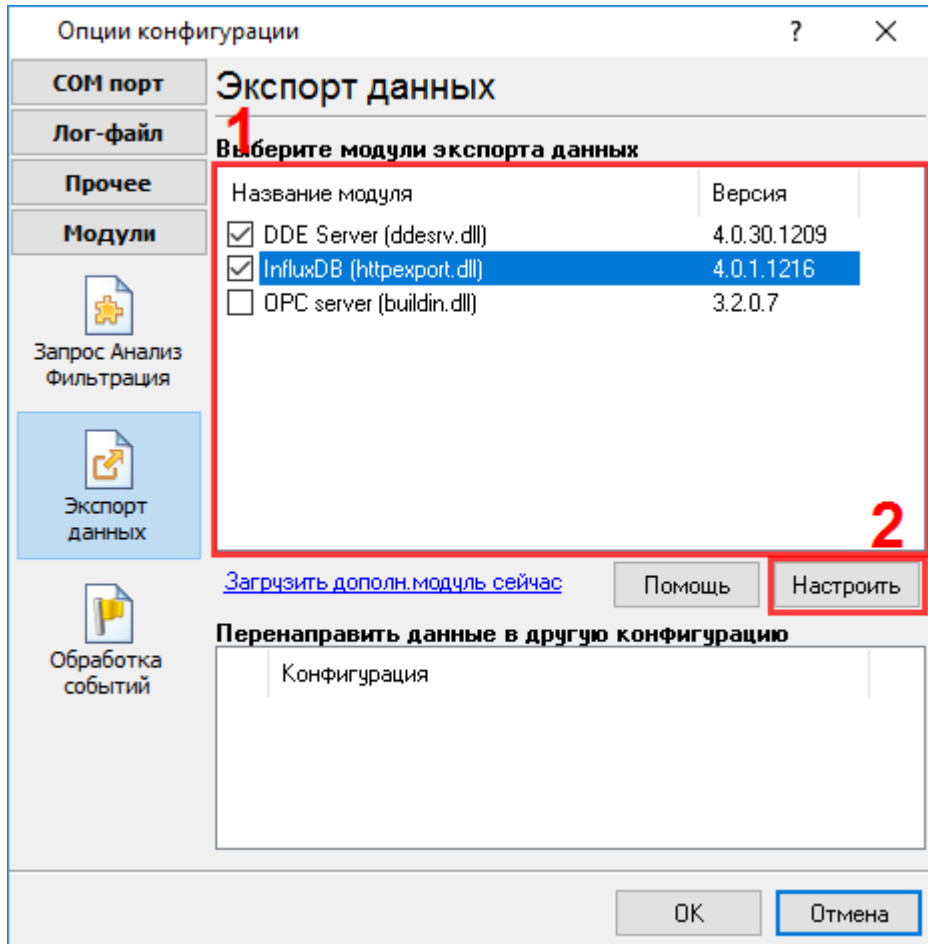 Опции конфигурации ? ×
COM порт
Лог-файл
Прочее
Модули
Запрос Анализ
Фильтрация
Экспорт
данных
Обработка
событий
Экспорт данных
1
Выберите модули экспорта данных
Название модуля Версия
DDE Server (ddesrv.dll) 4.0.30.1209
InfluxDB (httpexport.dll) 4.0.1.1216
OPC server (buildin.dll) 3.2.0.7
2
Загрузить дополн.модуль сейчас Помощь Настроить
Перенаправить данные в другую конфигурацию
Конфигурация
OK Отмена